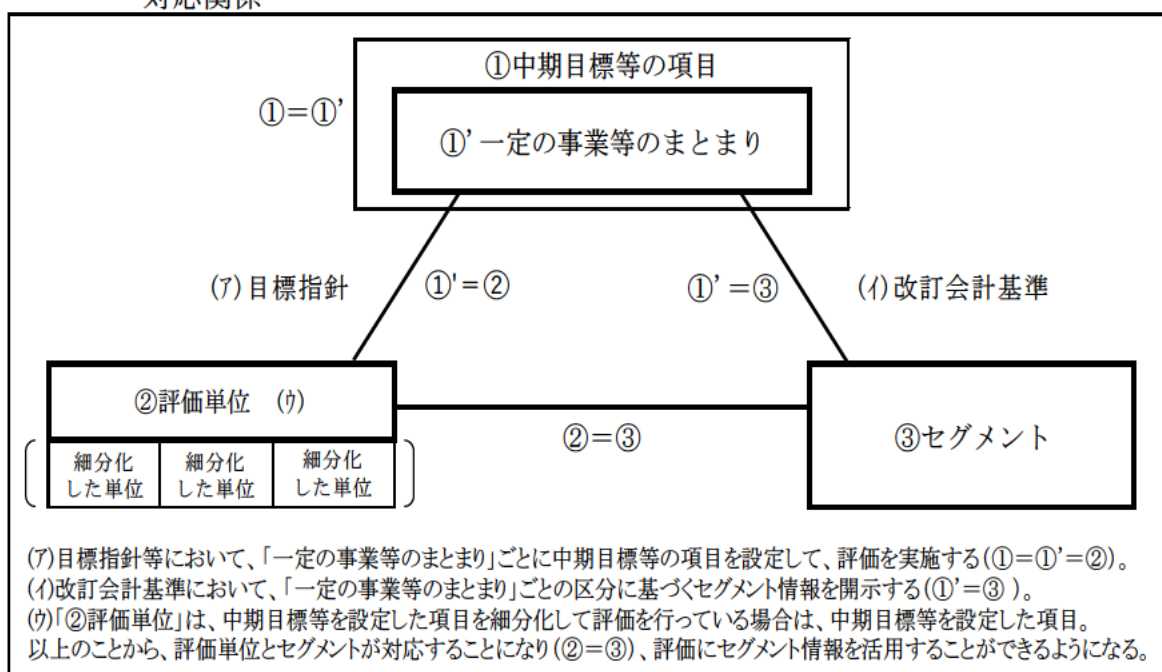 対応関係
①中期目標等の項目
①=①’
①’一定の事業等のまとまり
(ｱ)目標指針
①'=②
①’=③
(ｲ)改訂会計基準
②評価単位 (ｳ)
②=③
③セグメント
細分化
した単位
細分化
した単位
細分化
した単位
(ｱ)目標指針等において、「一定の事業等のまとまり」ごとに中期目標等の項目を設定して、評価を実施する(①=①’=②)。
(ｲ)改訂会計基準において、「一定の事業等のまとまり」ごとの区分に基づくセグメント情報を開示する(①’=③ )。
(ｳ)「②評価単位」は、中期目標等を設定した項目を細分化して評価を行っている場合は、中期目標等を設定した項目。
以上のことから、評価単位とセグメントが対応することになり(②=③)、評価にセグメント情報を活用することができるようになる。